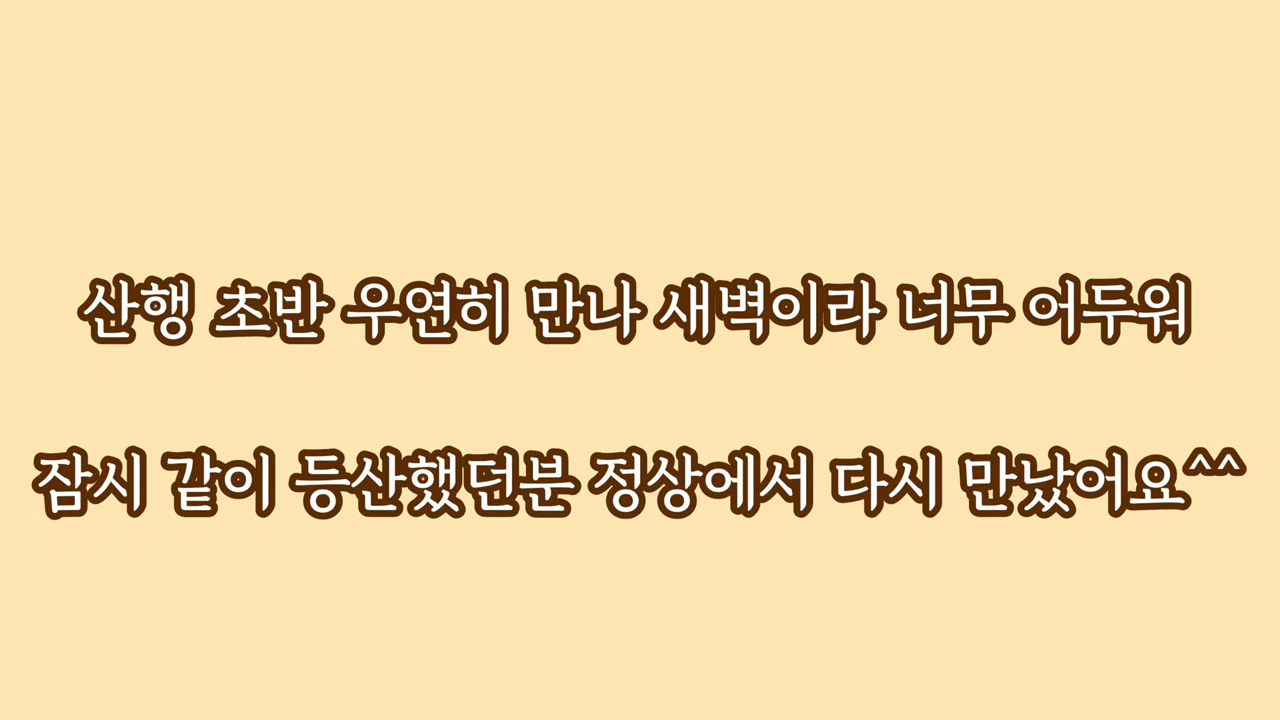 산행 초반 우연히 만나 새벽이라 너무 어두워
잠시 같이 등산했던분 정상에서 다시 만났어요^^